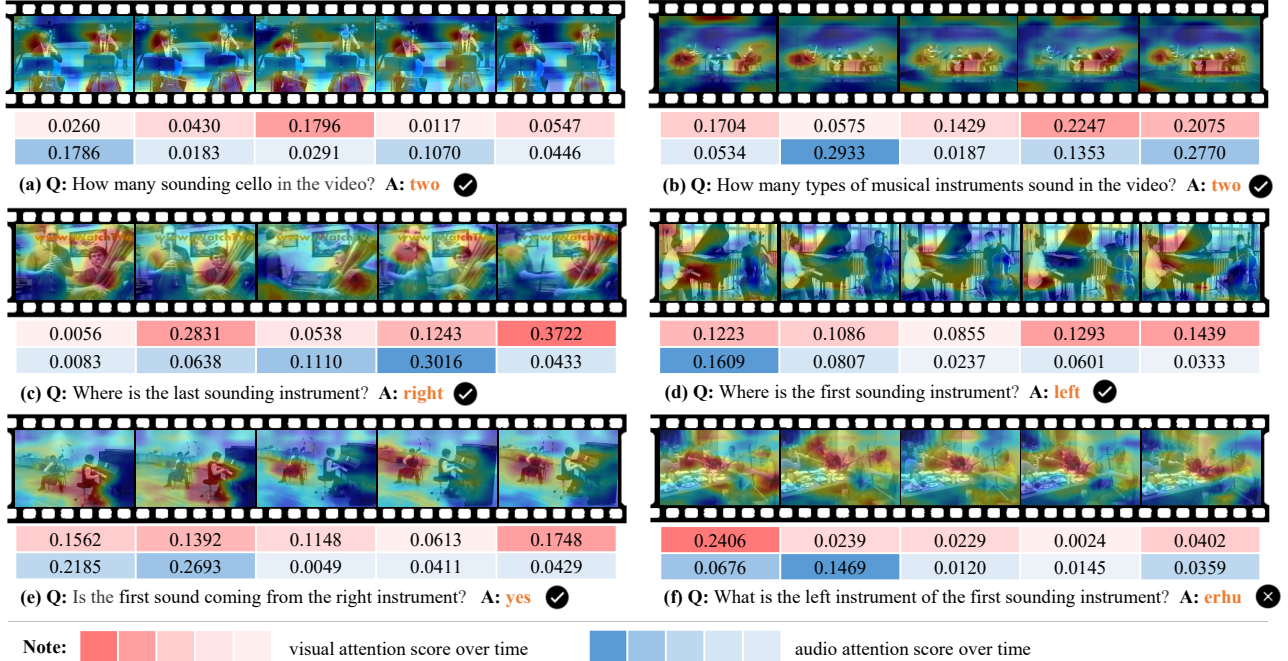 0.0260 0.0430 0.1796 0.0117 0.0547
0.1786 0.0183 0.0291 0.1070 0.0446
(a) Q: How many sounding cello in the video? A: two
0.1704 0.0575 0.1429 0.2247 0.2075
0.0534 0.2933 0.0187 0.1353 0.2770
(b) Q: How many types of musical instruments sound in the video? A: two
0.0056 0.2831 0.0538 0.1243 0.3722
0.0083 0.0638 0.1110 0.3016 0.0433
(c) Q: Where is the last sounding instrument? A: right
0.1223 0.1086 0.0855 0.1293 0.1439
0.1609 0.0807 0.0237 0.0601 0.0333
(d) Q: Where is the first sounding instrument? A: left
0.1562 0.1392 0.1148 0.0613 0.1748
0.2185 0.2693 0.0049 0.0411 0.0429
(e) Q: Is the first sound coming from the right instrument? A: yes
0.2406 0.0239 0.0229 0.0024 0.0402
0.0676 0.1469 0.0120 0.0145 0.0359
(f) Q: What is the left instrument of the first sounding instrument? A: erhu
Note: visual attention score over time audio attention score over time